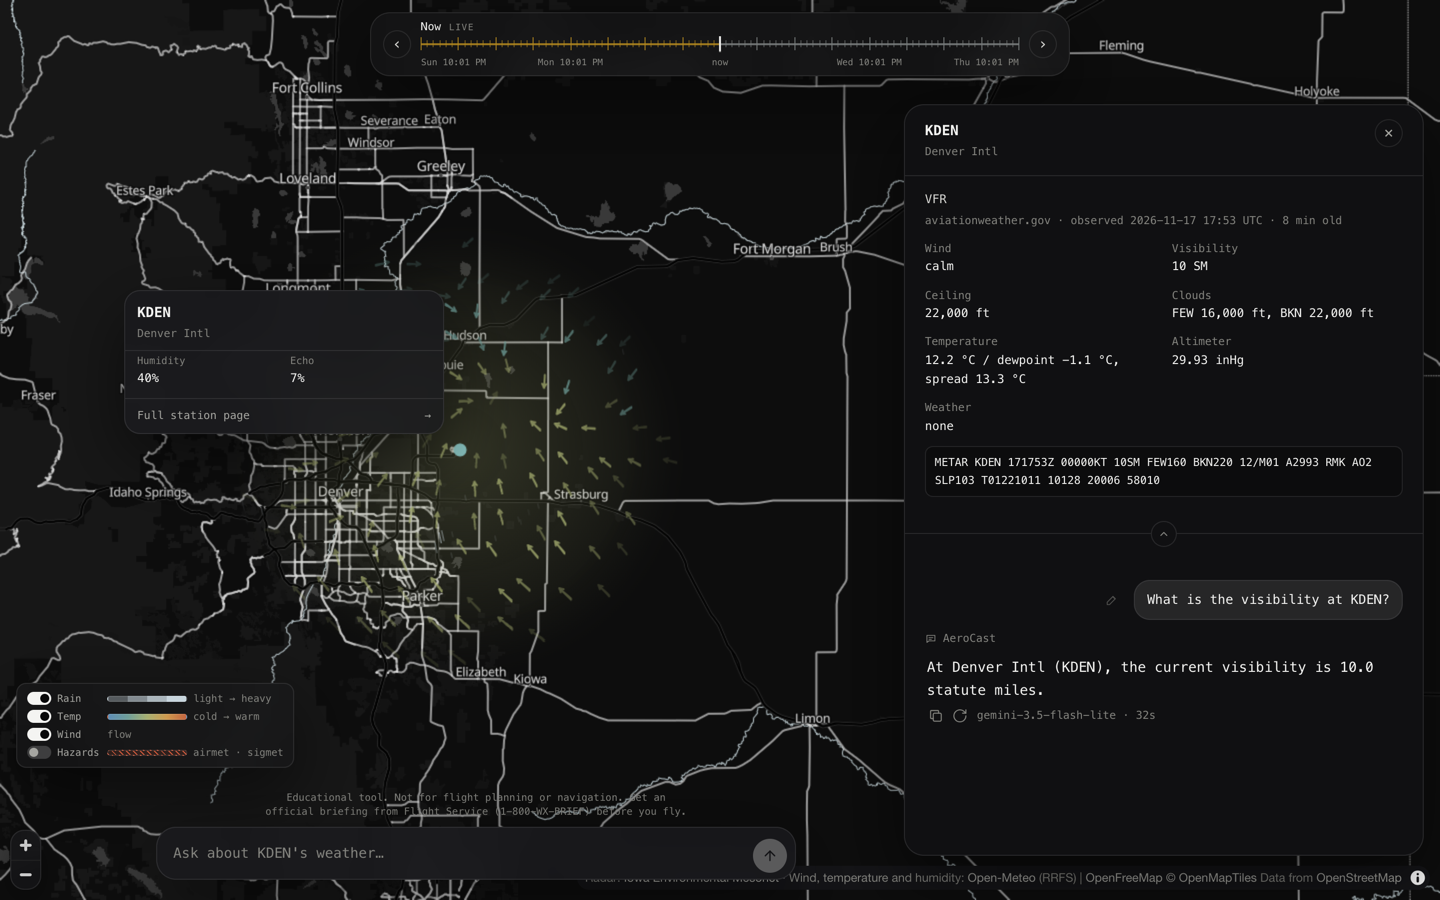 Now LIVE
Sun 10:01 PM
Mon 10:01 PM
now
Wed 10:01 PM
Thu 10:01 PM
Fleming
Holyoke
Fort Collins
Severance
Eaton
Windsor
Greeley
Loveland
Estes Park
Fort Morgan
Brush
Longmont
Hudson
Fraser
Idaho Springs
Denver
Strasburg
Parker
Elizabeth
Kiowa
Limon
KDEN
Denver Intl
Humidity
40%
Echo
7%
Full station page →
KDEN
Denver Intl
VFR
aviationweather.gov · observed 2026-11-17 17:53 UTC · 8 min old
Wind
calm
Visibility
10 SM
Ceiling
22,000 ft
Clouds
FEW 16,000 ft, BKN 22,000 ft
Temperature
12.2 °C / dewpoint −1.1 °C,
spread 13.3 °C
Altimeter
29.93 inHg
Weather
none
METAR KDEN 171753Z 00000KT 10SM FEW160 BKN220 12/M01 A2993 RMK AO2
SLP103 T01221011 10128 20006 58010
What is the visibility at KDEN?
AeroCast
At Denver Intl (KDEN), the current visibility is 10.0
statute miles.
gemini-3.5-flash-lite · 32s
Rain light → heavy
Temp cold → warm
Wind flow
Hazards airmet · sigmet
Educational tool. Not for flight planning or navigation. Get an
official briefing from Flight Service (1-800-WX-BRIEF) before you fly.
Ask about KDEN's weather…
Wind, temperature and humidity: Open-Meteo (RRFS) | OpenFreeMap © OpenMapTiles Data from OpenStreetMap